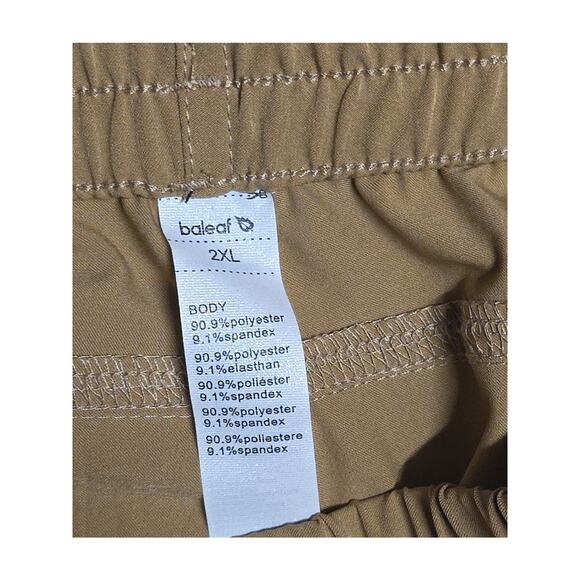 baleaf
2XL
BODY
90.9%polyester
9.1%spandex
90.9%polyester
9.1%elasthan
90.9%poliéster
9.1%spandex
90.9%polyester
9.1%spandex
90.9%poliestere
9.1%spandex